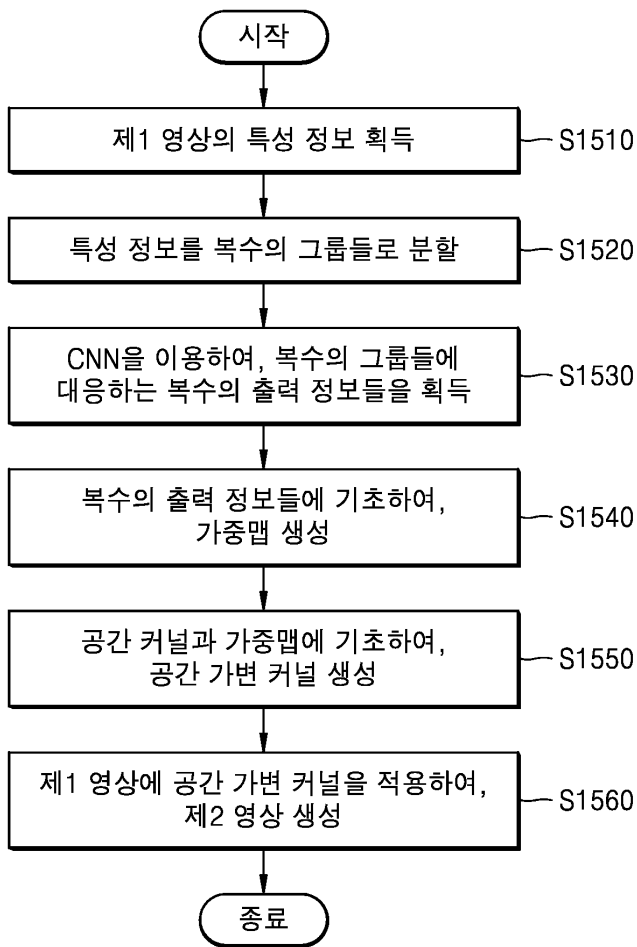 시작
제1 영상의 특성 정보 획득
S1510
특성 정보를 복수의 그룹들로 분할
S1520
CNN을 이용하여, 복수의 그룹들에
대응하는 복수의 출력 정보들을 획득
S1530
복수의 출력 정보들에 기초하여,
가중맵 생성
S1540
공간 커널과 가중맵에 기초하여,
공간 가변 커널 생성
S1550
제1 영상에 공간 가변 커널을 적용하여,
제2 영상 생성
S1560
종료